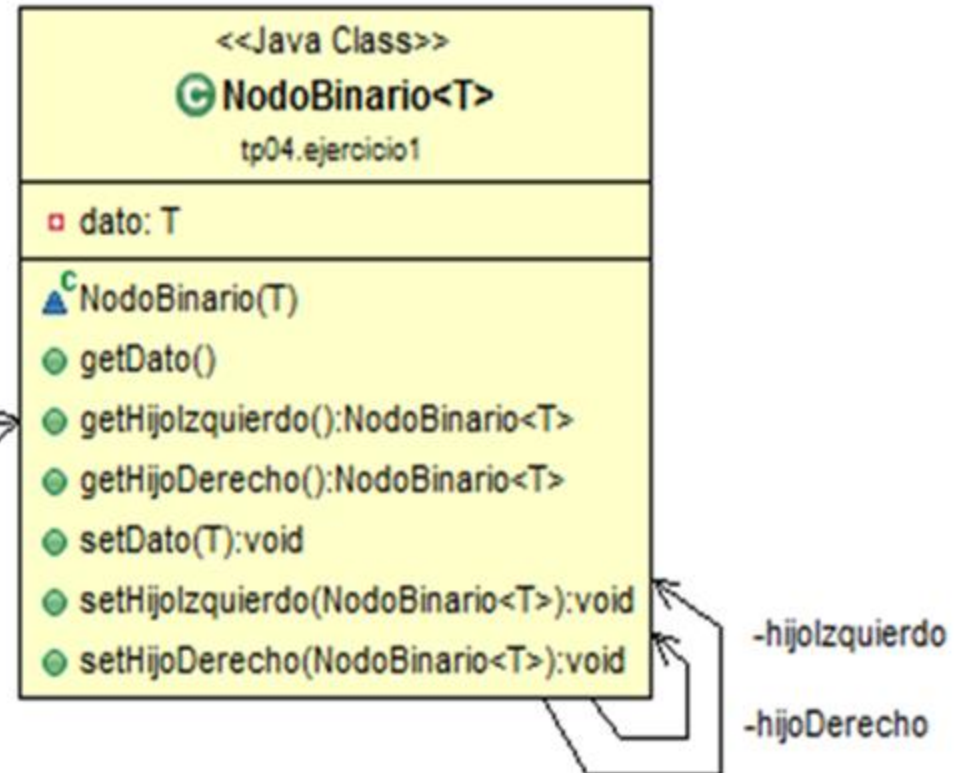 <<Java Class>>
C NodoBinario<T>
tp04.ejercicio1
dato: T
C NodoBinario(T)
getDato()
getHijoIzquierdo():NodoBinario<T>
getHijoDerecho():NodoBinario<T>
setDato(T):void
setHijoIzquierdo(NodoBinario<T>):void
setHijoDerecho(NodoBinario<T>):void
-hijoIzquierdo
-hijoDerecho